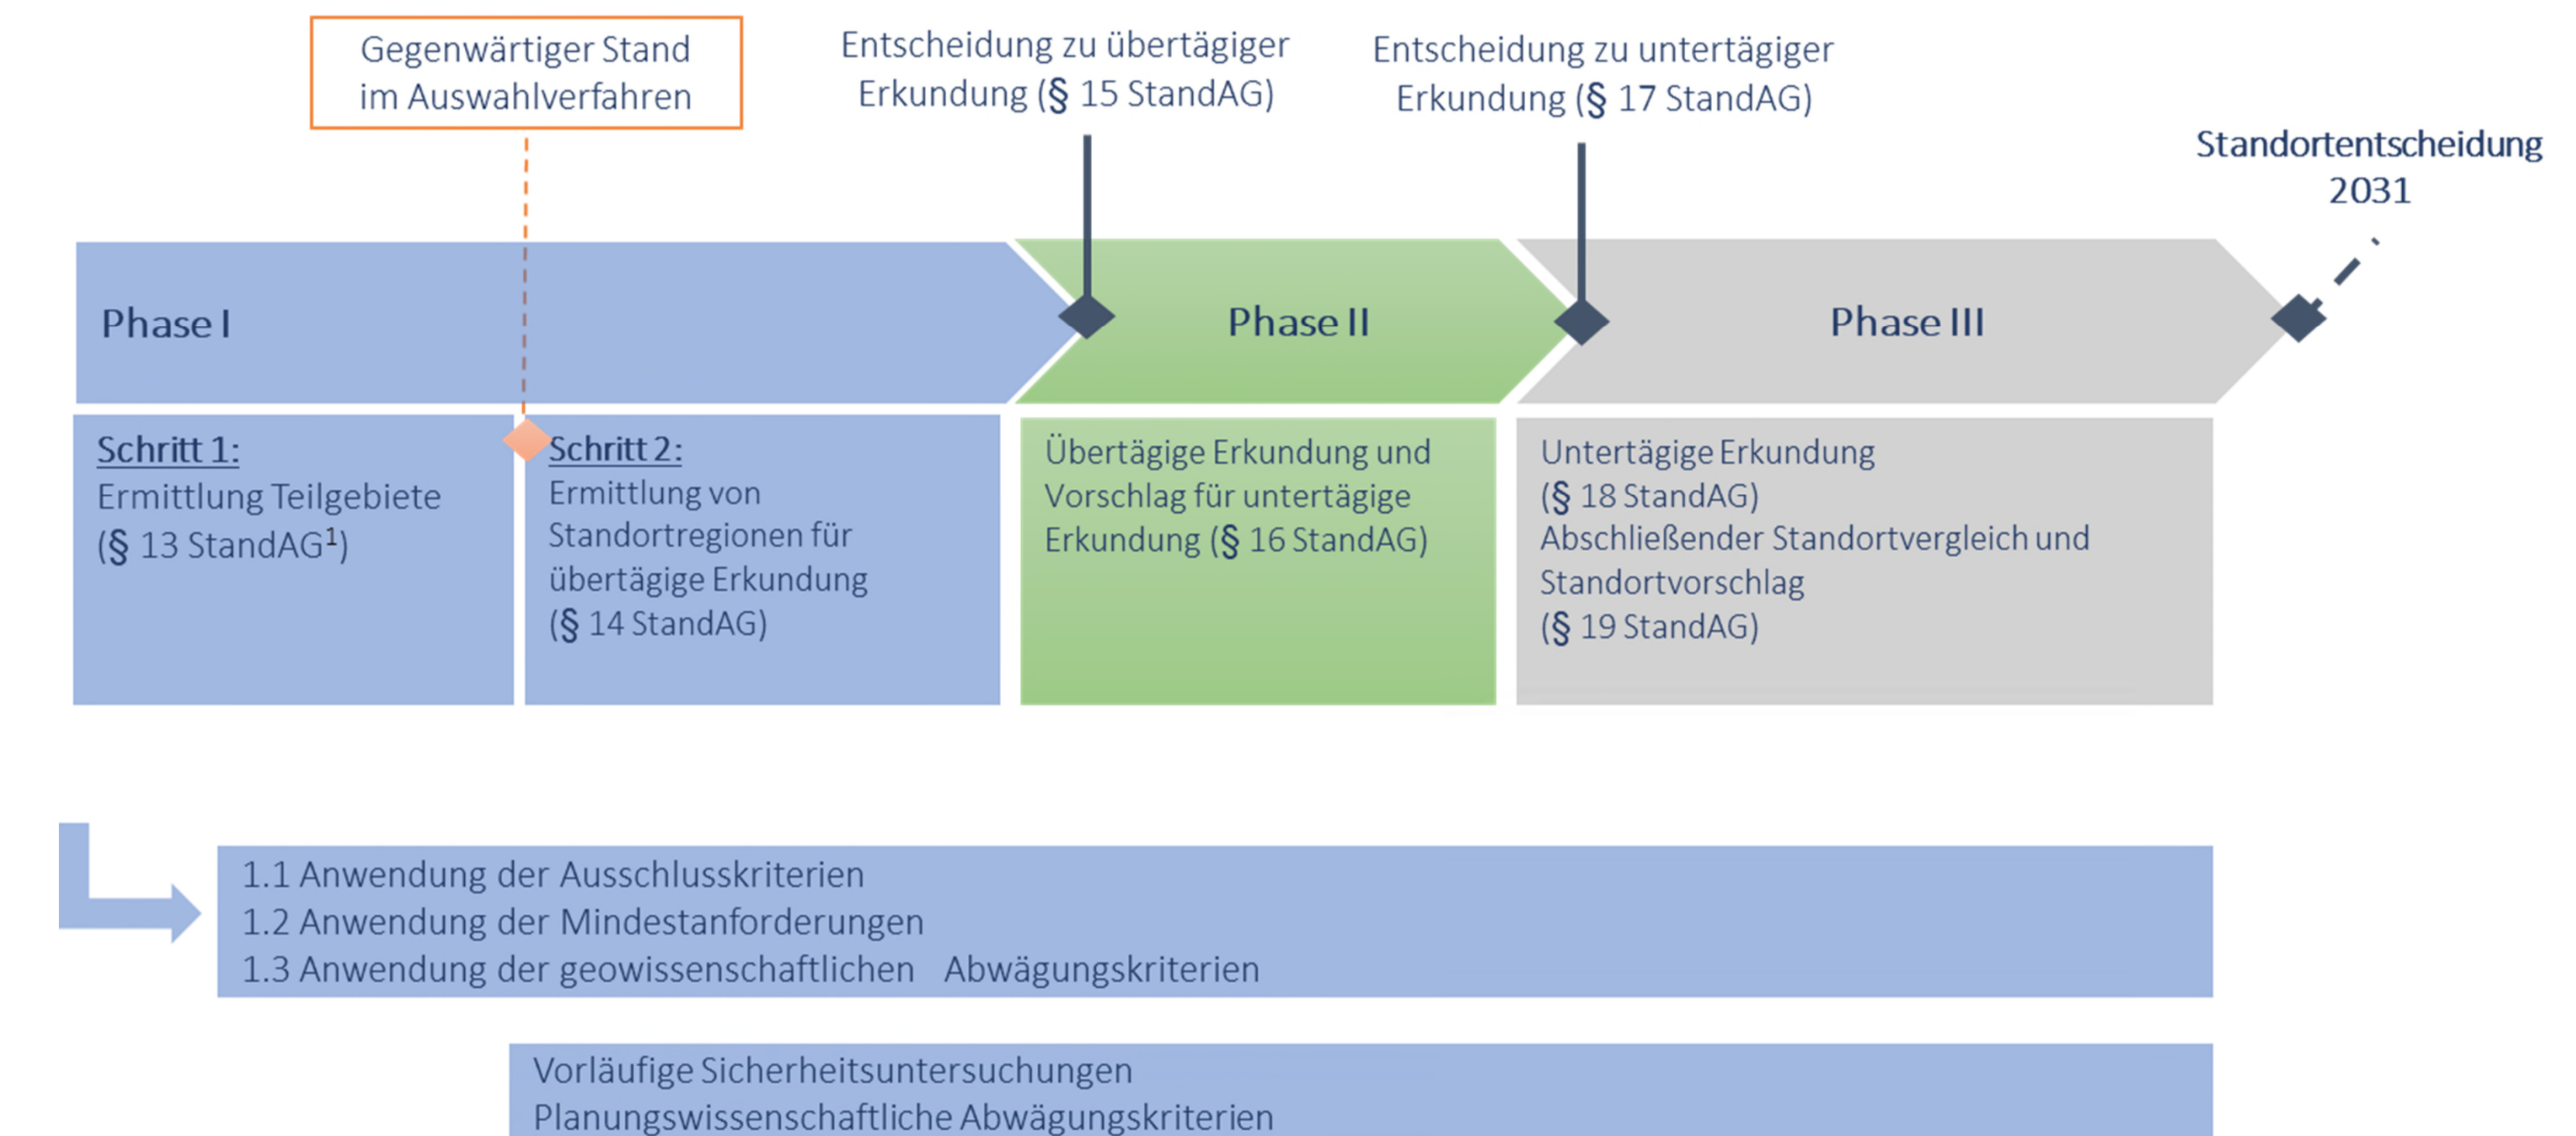 Gegenwärtiger Stand
im Auswahlverfahren
Entscheidung zu übertägiger
Erkundung (§ 15 StandAG)
Entscheidung zu untertägiger
Erkundung (§ 17 StandAG)
Standortentscheidung
2031
Phase I
Phase II
Phase III
Schritt 1:
Ermittlung Teilgebiete
(§ 13 StandAG¹)
Schritt 2:
Ermittlung von
Standortregionen für
übertägige Erkundung
(§ 14 StandAG)
Übertägige Erkundung und
Vorschlag für untertägige
Erkundung (§ 16 StandAG)
Untertägige Erkundung
(§ 18 StandAG)
Abschließender Standortvergleich und
Standortvorschlag
(§ 19 StandAG)
1.1 Anwendung der Ausschlusskriterien
1.2 Anwendung der Mindestanforderungen
1.3 Anwendung der geowissenschaftlichen Abwägungskriterien
Vorläufige Sicherheitsuntersuchungen
Planungswissenschaftliche Abwägungskriterien